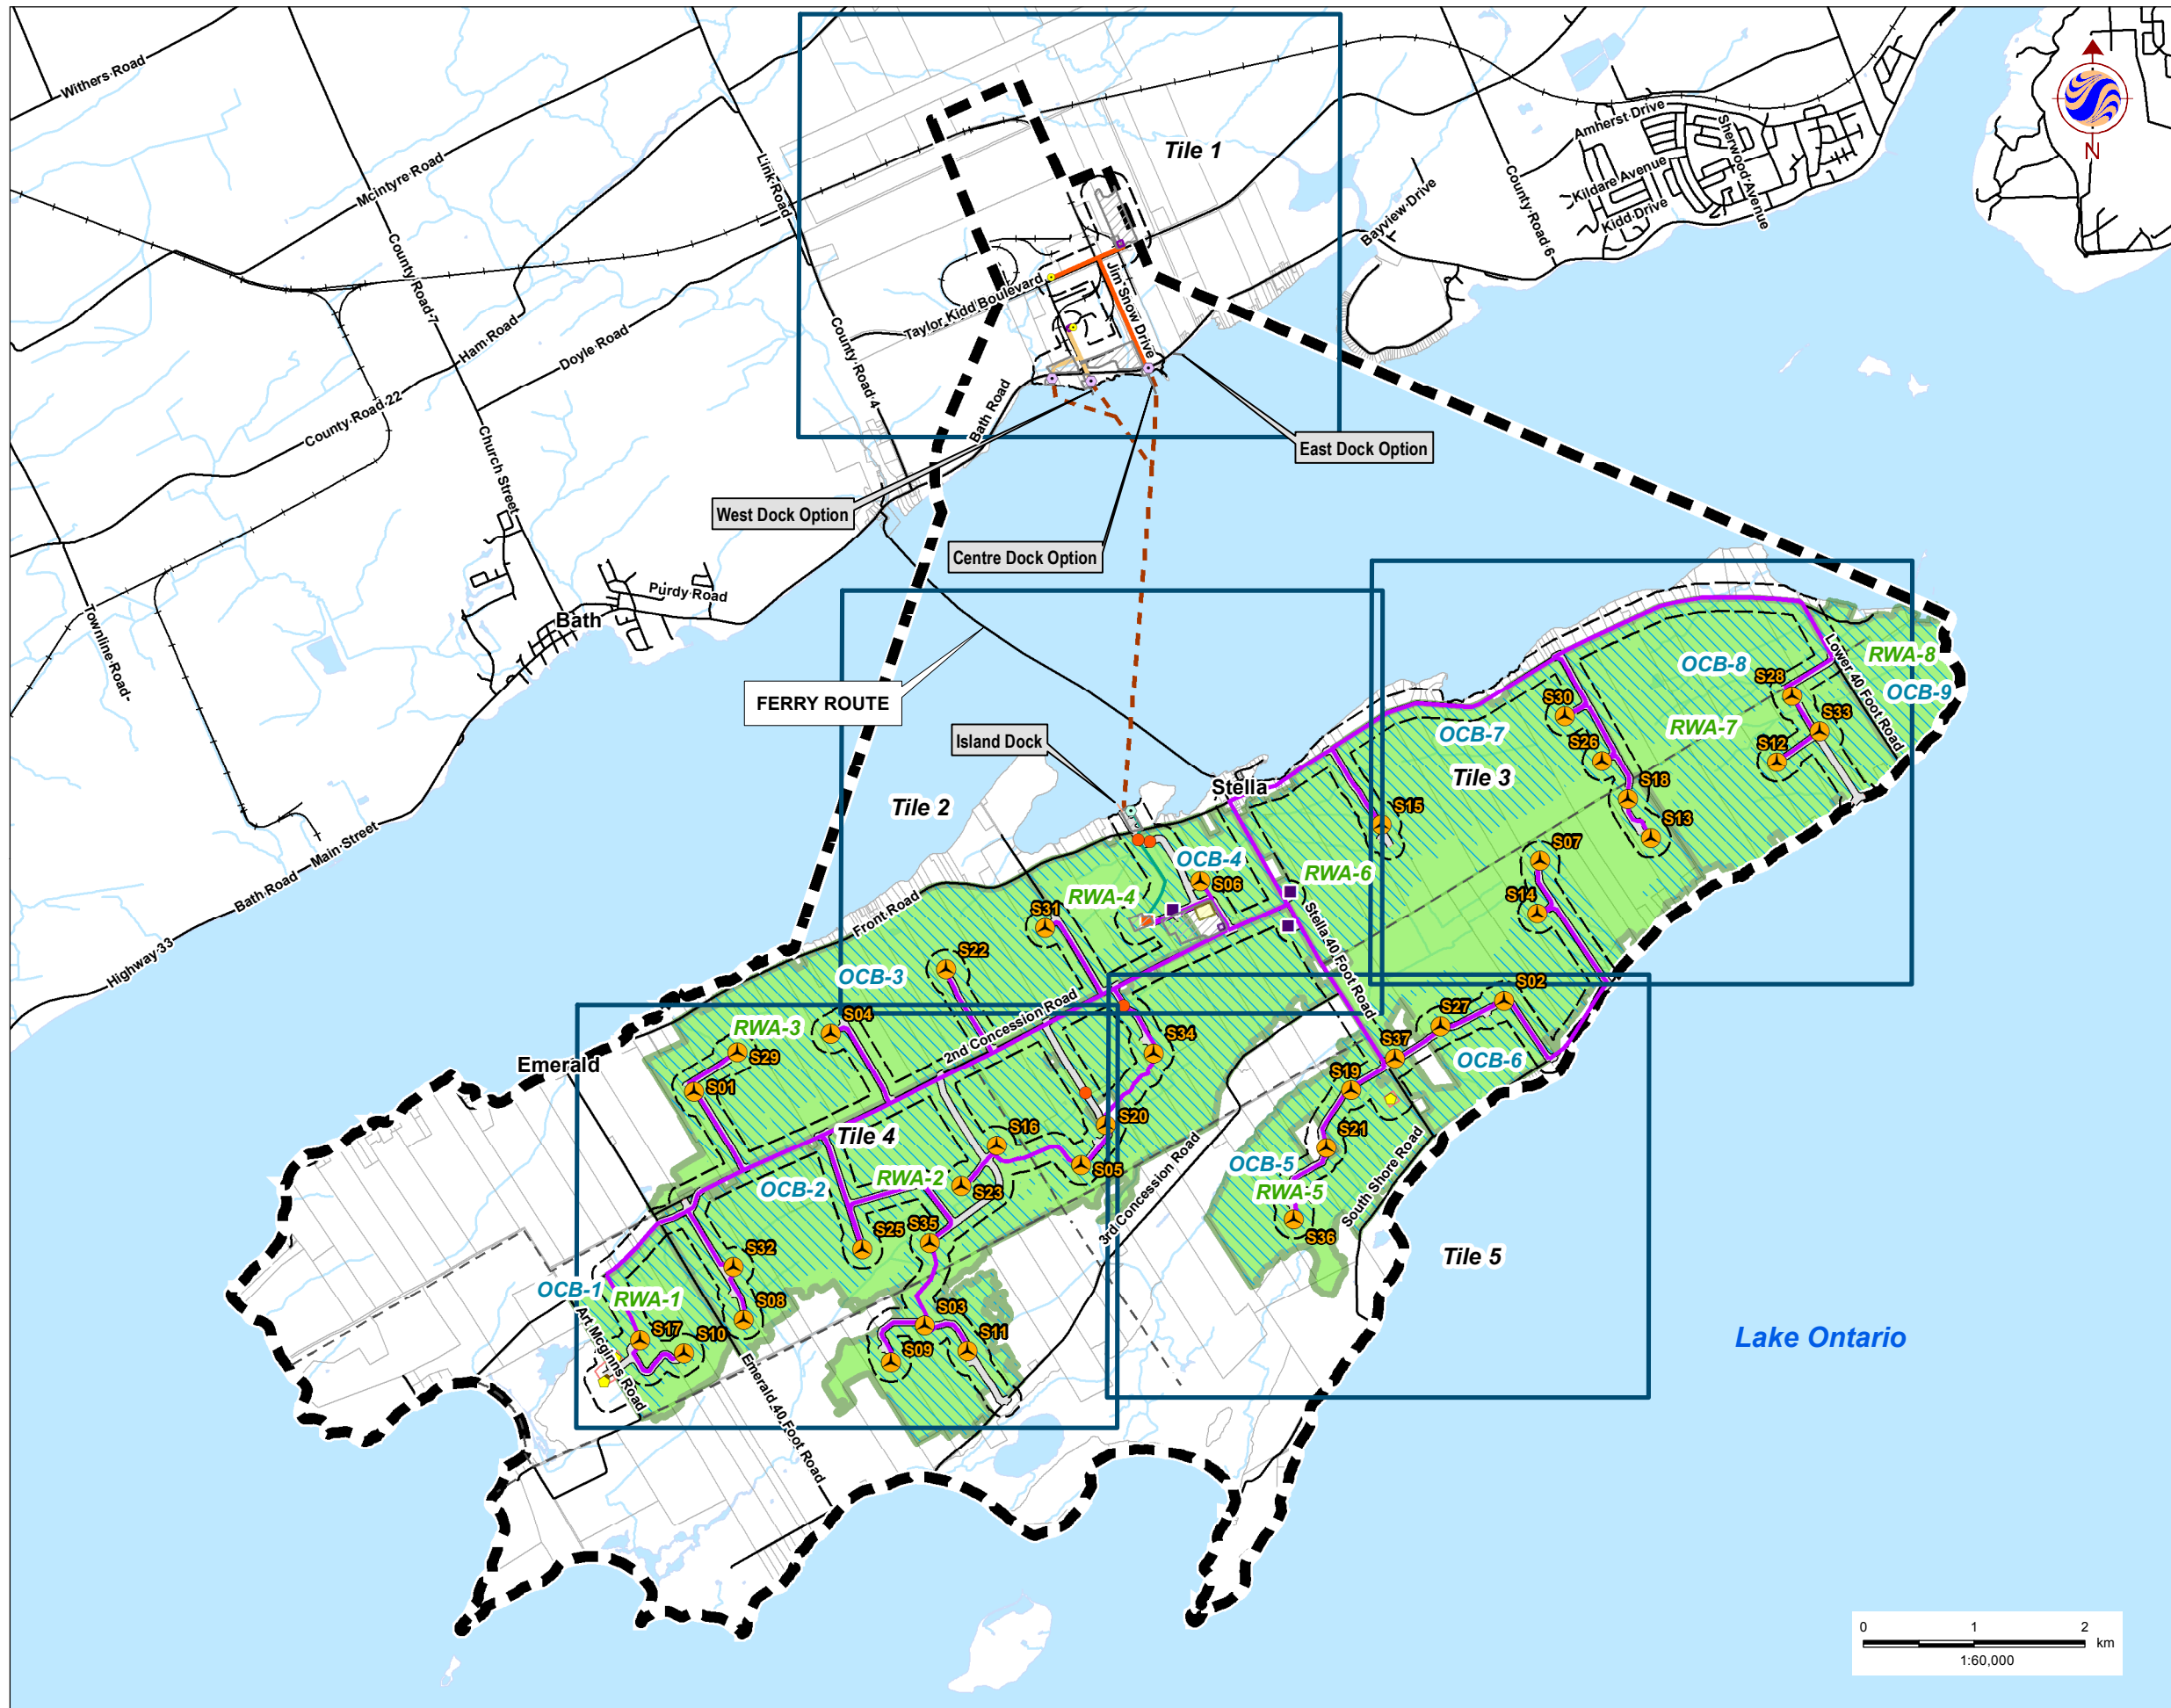 Withers Road
Mcintyre Road
County Road 7
Link Road
Tile 1
Amherst Drive
Sherwood Avenue
Kildare Avenue
Kidd Drive
County Road 6
Bayview Drive
N
Ham Road
Doyle Road
County Road 22
Church Street
County Road 4
Taylor Kidd Boulevard
Jim Snow Drive
Bath Road
East Dock Option
West Dock Option
Centre Dock Option
Townline Road
Purdy Road
Bath
FERRY ROUTE
Island Dock
Tile 2
Stella
Tile 3
OCB-8
RWA-8
OCB-9
Lower 40 Foot Road
S28
S33
S12
RWA-7
OCB-7
S30
S26
S18
S13
S15
S07
S14
OCB-4
S06
RWA-4
RWA-6
Stella 40 Foot Road
S31
S22
Front Road
OCB-3
Highway 33
Bath Road
Main Street
S02
S27
S37
OCB-6
S19
S21
OCB-5
RWA-5
S36
South Shore Road
Tile 5
S34
S20
S05
S16
S23
2nd Concession Road
3rd Concession Road
S04
RWA-3
S29
S01
Emerald
Tile 4
OCB-2
RWA-2
S25
S35
S32
S08
OCB-1
RWA-1
S17
S10
Art Mcginns Road
Emerald 40 Foot Road
S03
S09
S11
Lake Ontario
0 1 2
km
1:60,000